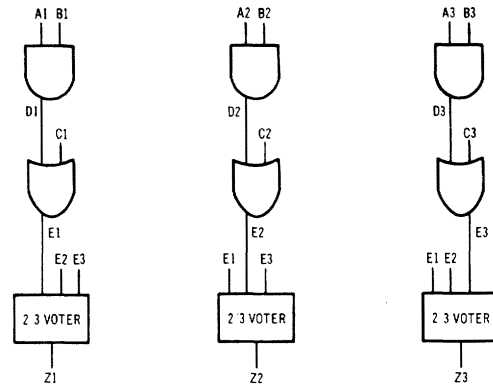 A1 B1
A2 B2
A3 B3
D1
D2
D3
C1
C2
C3
E1
E2
E3
E2 E3
E1
E3
E1 E2
2 3 VOTER
2 3 VOTER
2 3 VOTER
Z1
Z2
Z3